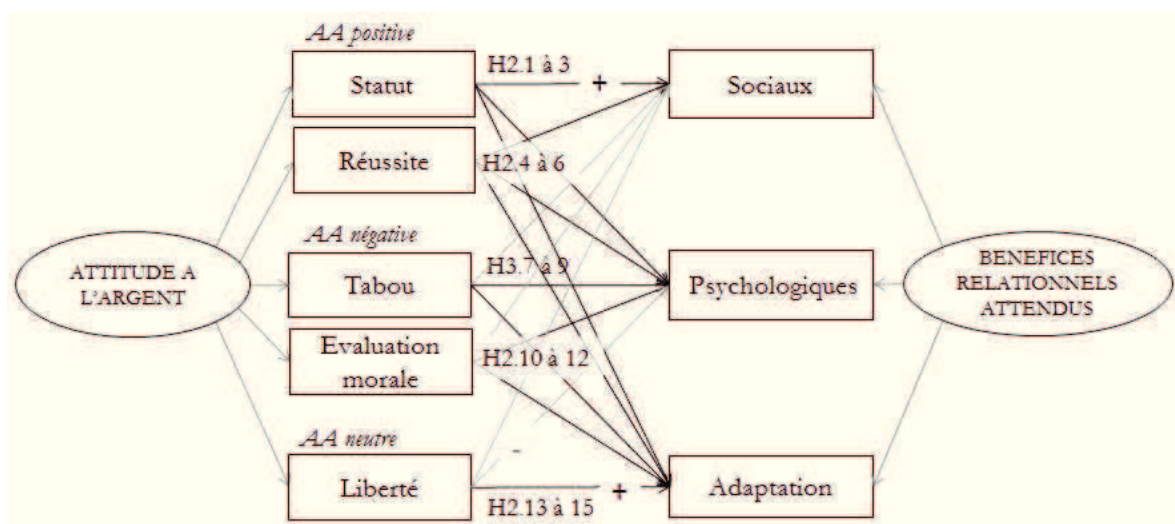 AA positive
Statut
H2.1 à 3
+
Sociaux
Réussite
H2.4 à 6
AA négative
ATTITUDE A
L'ARGENT
Tabou
H3.7 à 9
Psychologiques
BENEFICES
RELATIONNELS
ATTENDUS
Evaluation
morale
H2.10 à 12
AA neutre
-
Liberté
+
H2.13 à 15
Adaptation